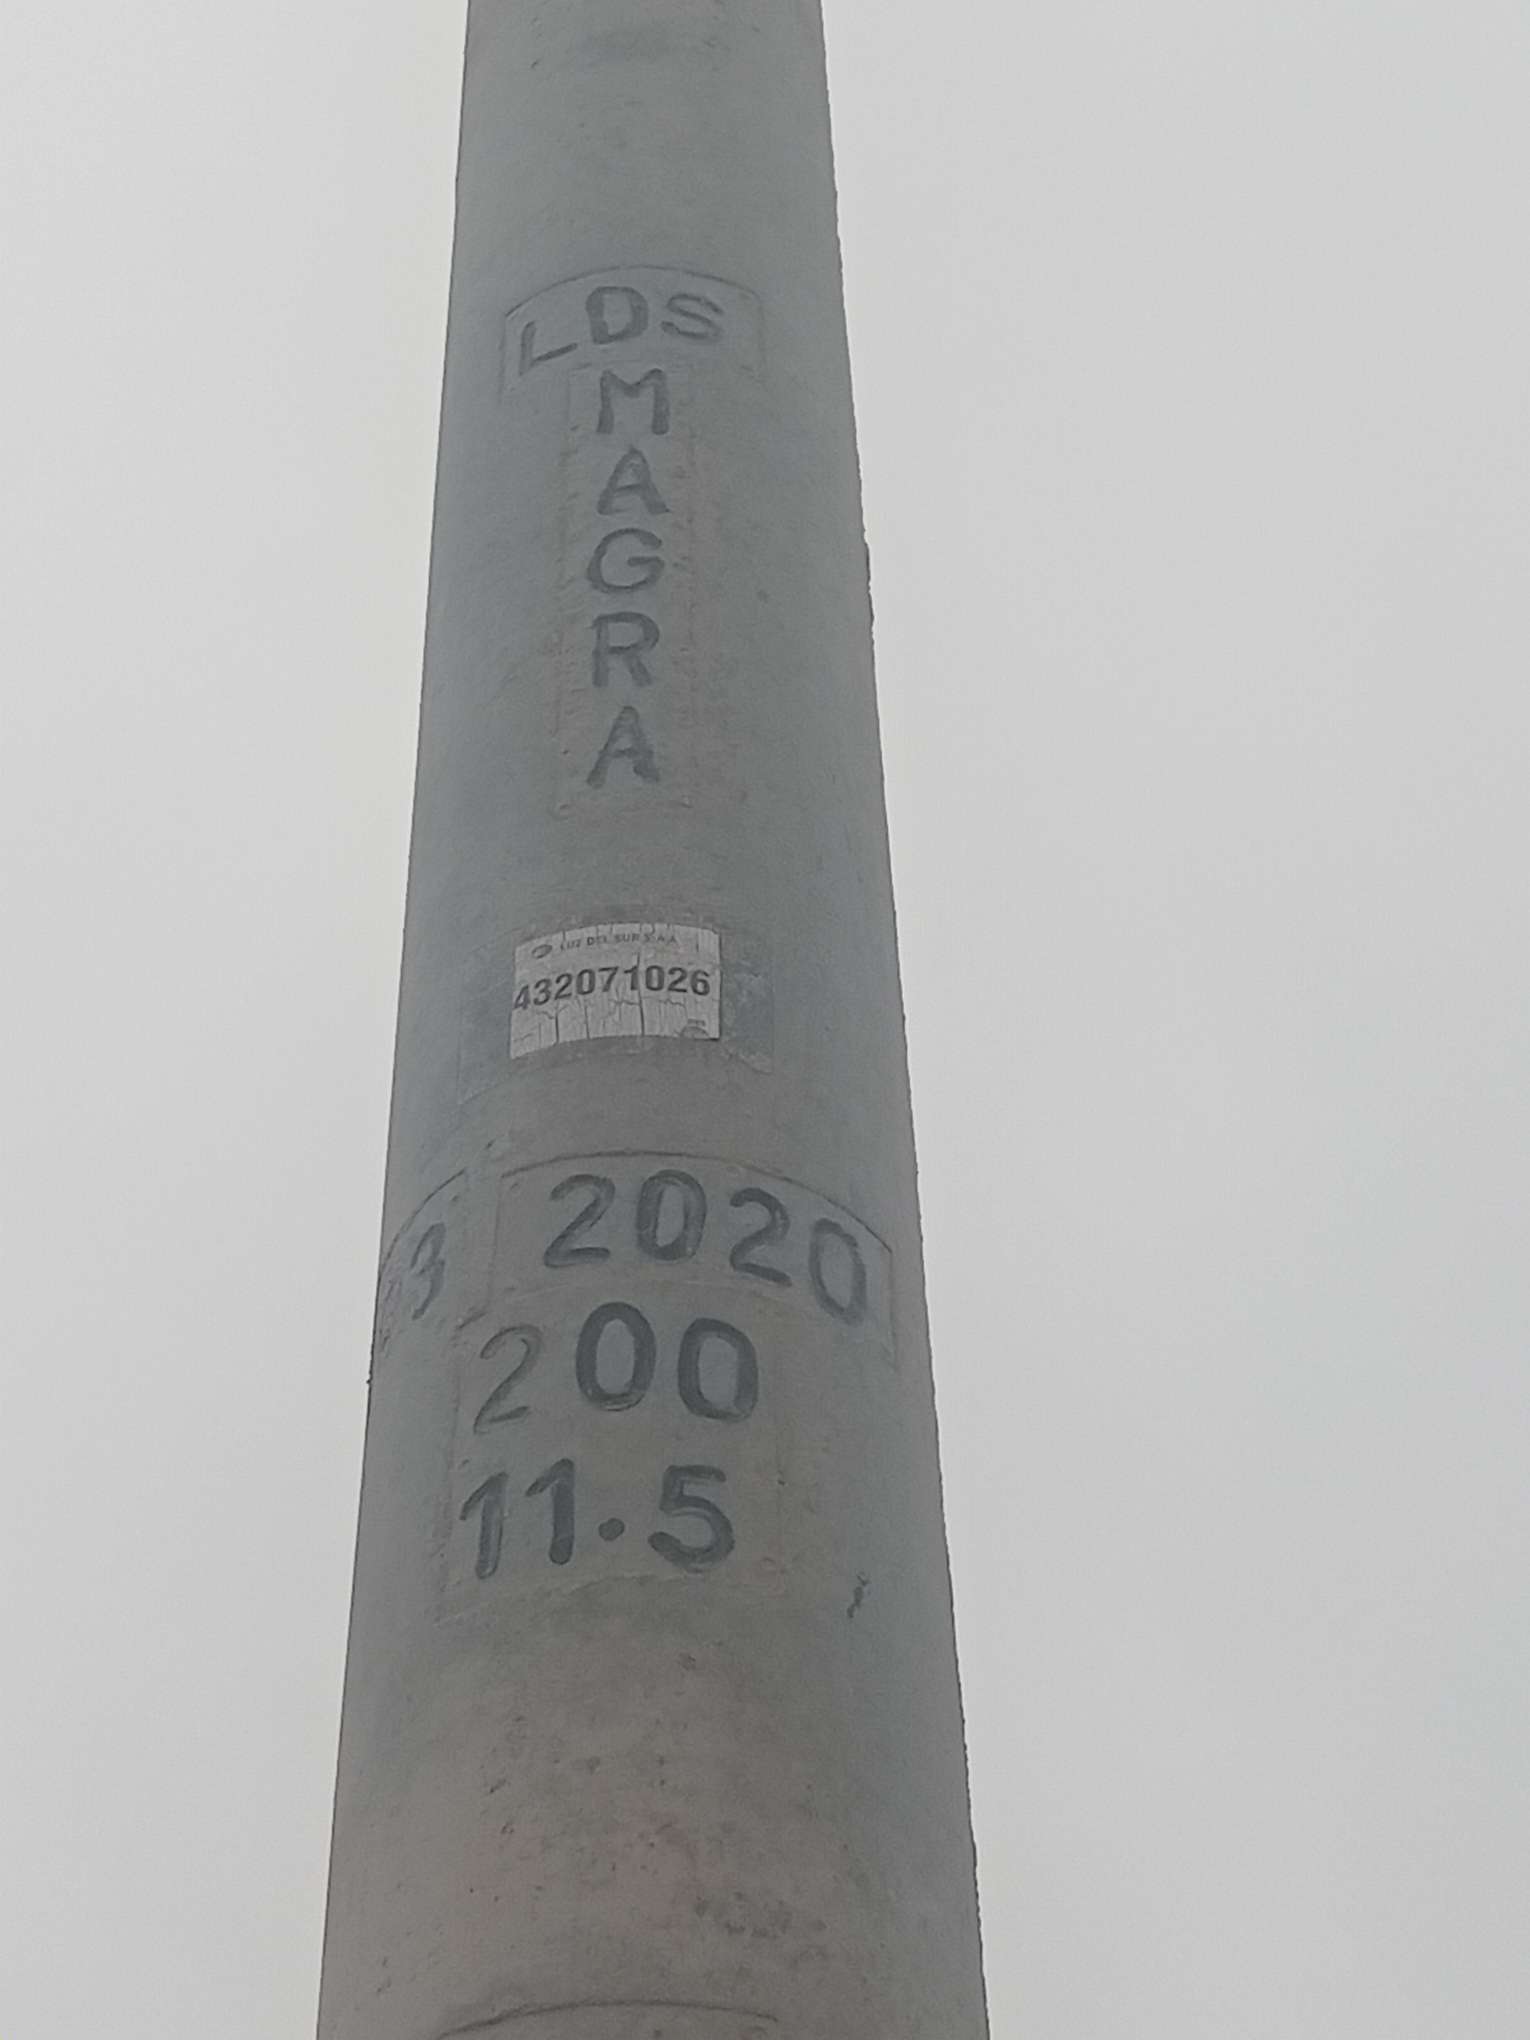 LDS
M
A
G
R
A
LUZ DEL SUR S.A.A
432071026
3 2020
200
11.5